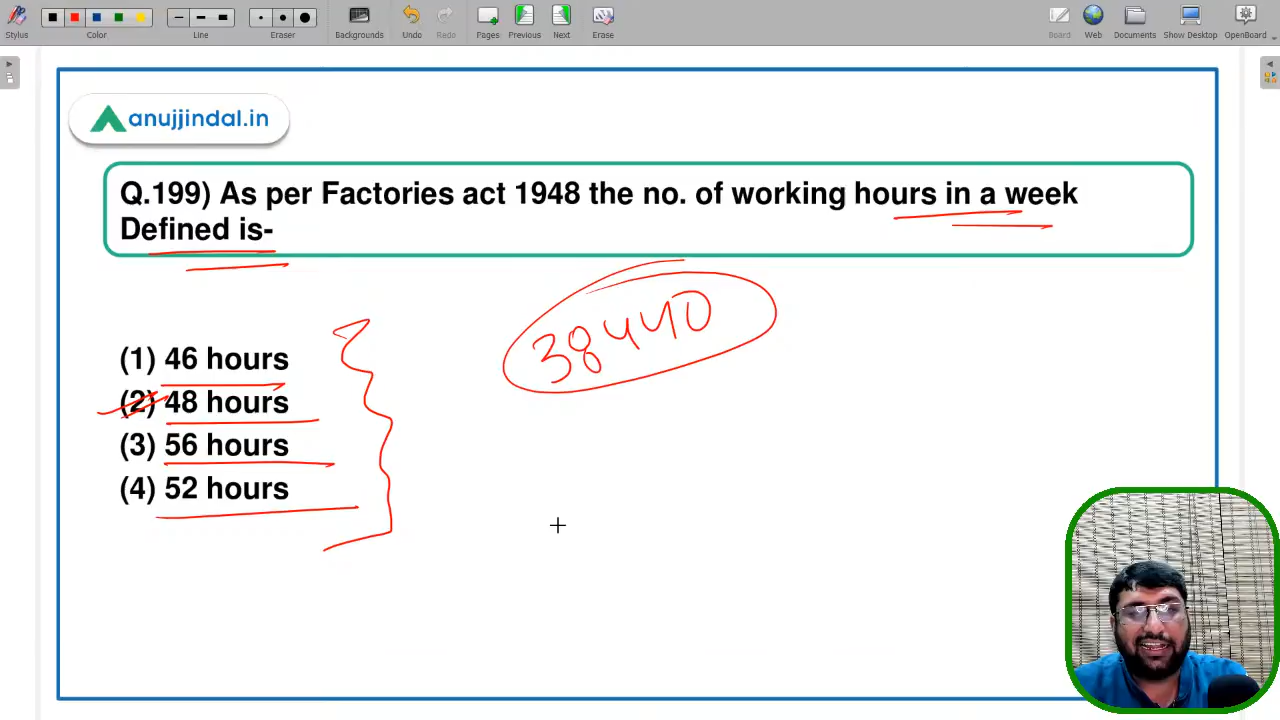 Stylus
Color
Line
Eraser
Backgrounds
Undo
Redo
Pages
Previous
Next
Erase
Board
Web
Documents
Show Desktop
OpenBoard
anujjindal.in
Q.199) As per Factories act 1948 the no. of working hours in a week
Defined is-
38440
(1) 46 hours
(2) 48 hours
(3) 56 hours
(4) 52 hours